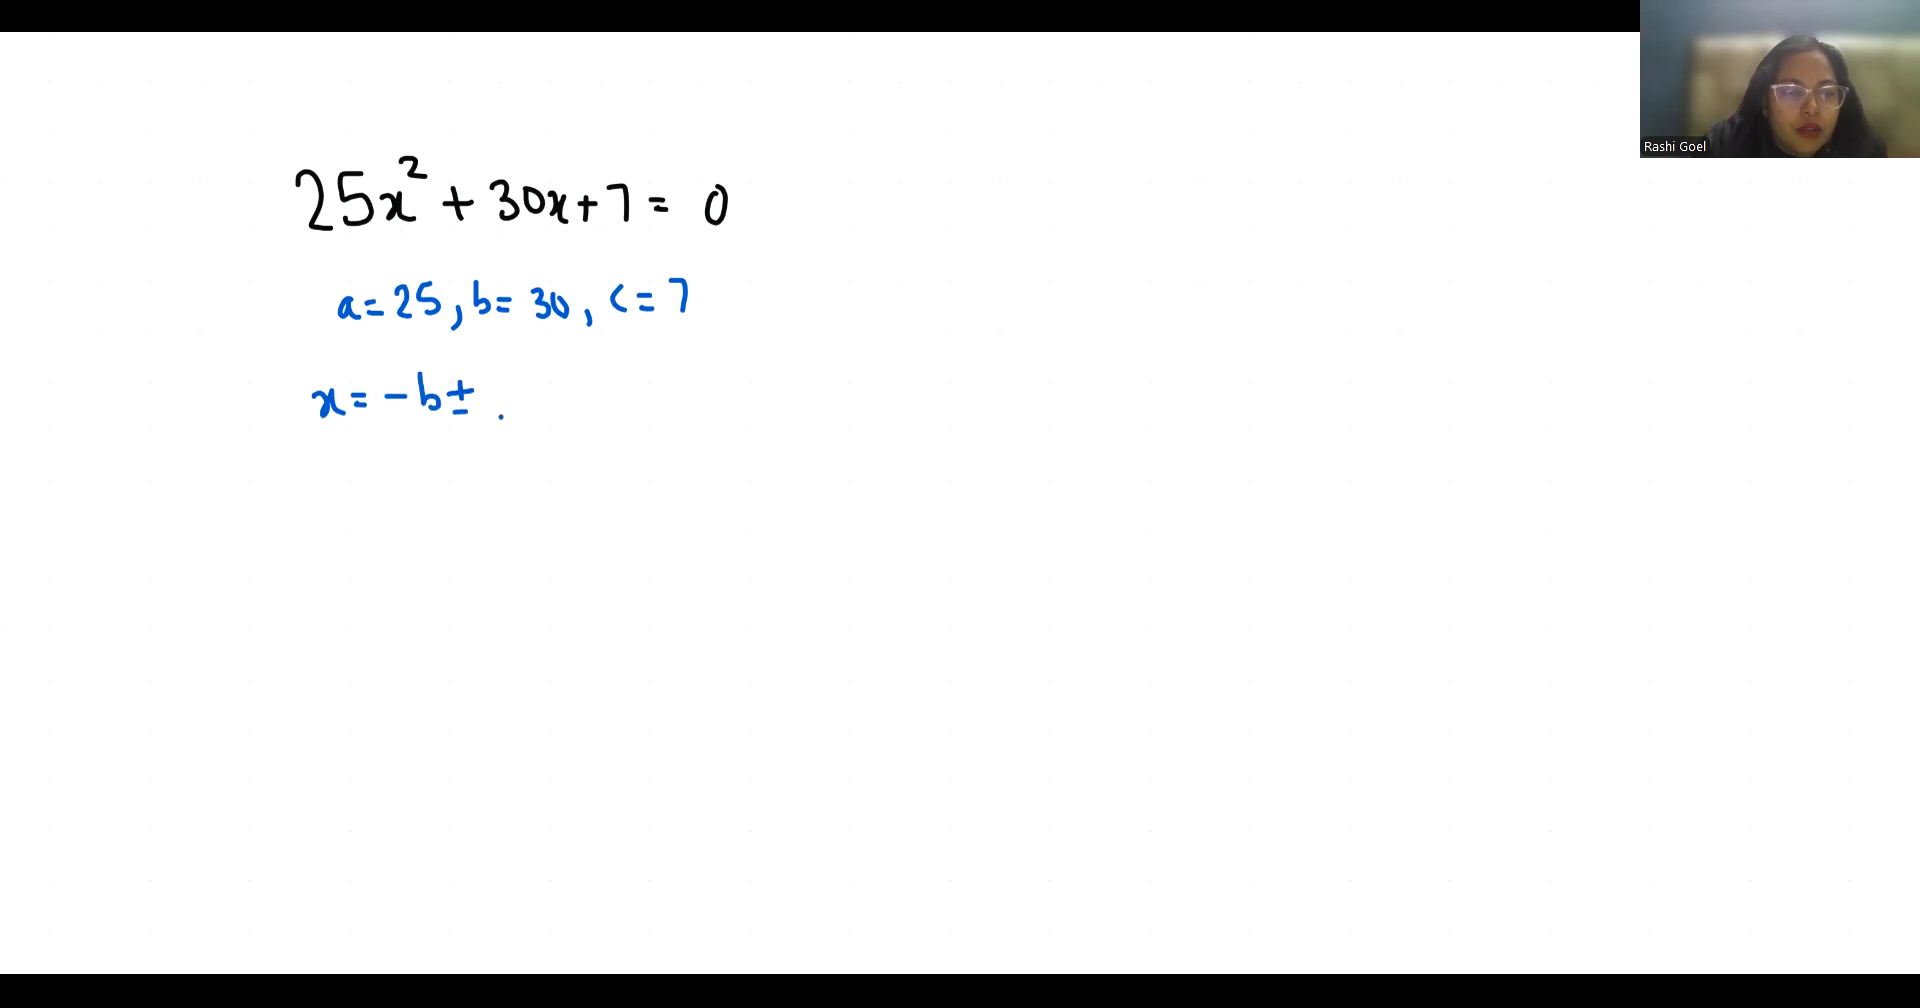 25x² + 30x + 7 = 0
a = 25, b = 30, c = 7
x = - b ± .
Rashi Goel